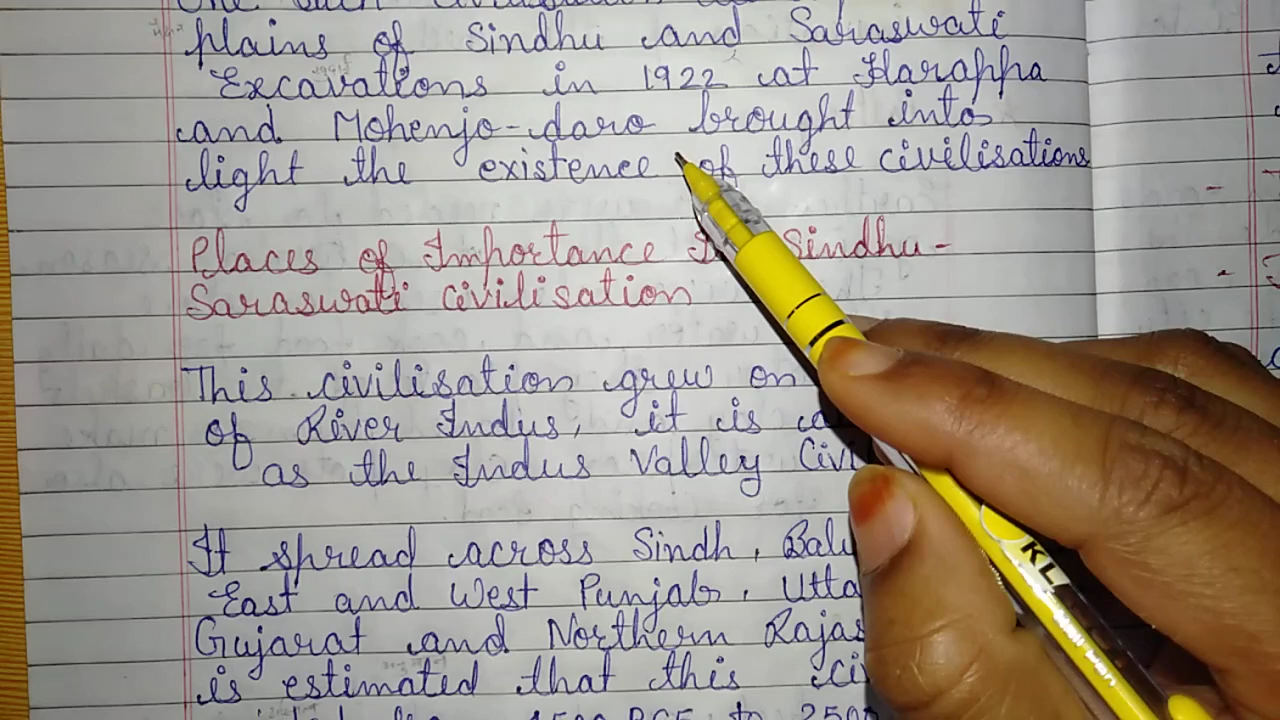 plains of Sindhu and Saraswati
Excavations in 1922 at Harappa
and Mohenjo-daro brought into
light the existence of these civilisations
Places of Importance In Sindhu-
Saraswati civilisation
This civilisation grew on
of River Indus, it is
as the Indus Valley
It spread across Sindh,
East and West Punjab,
Gujarat and Northern
is estimated that this
KL